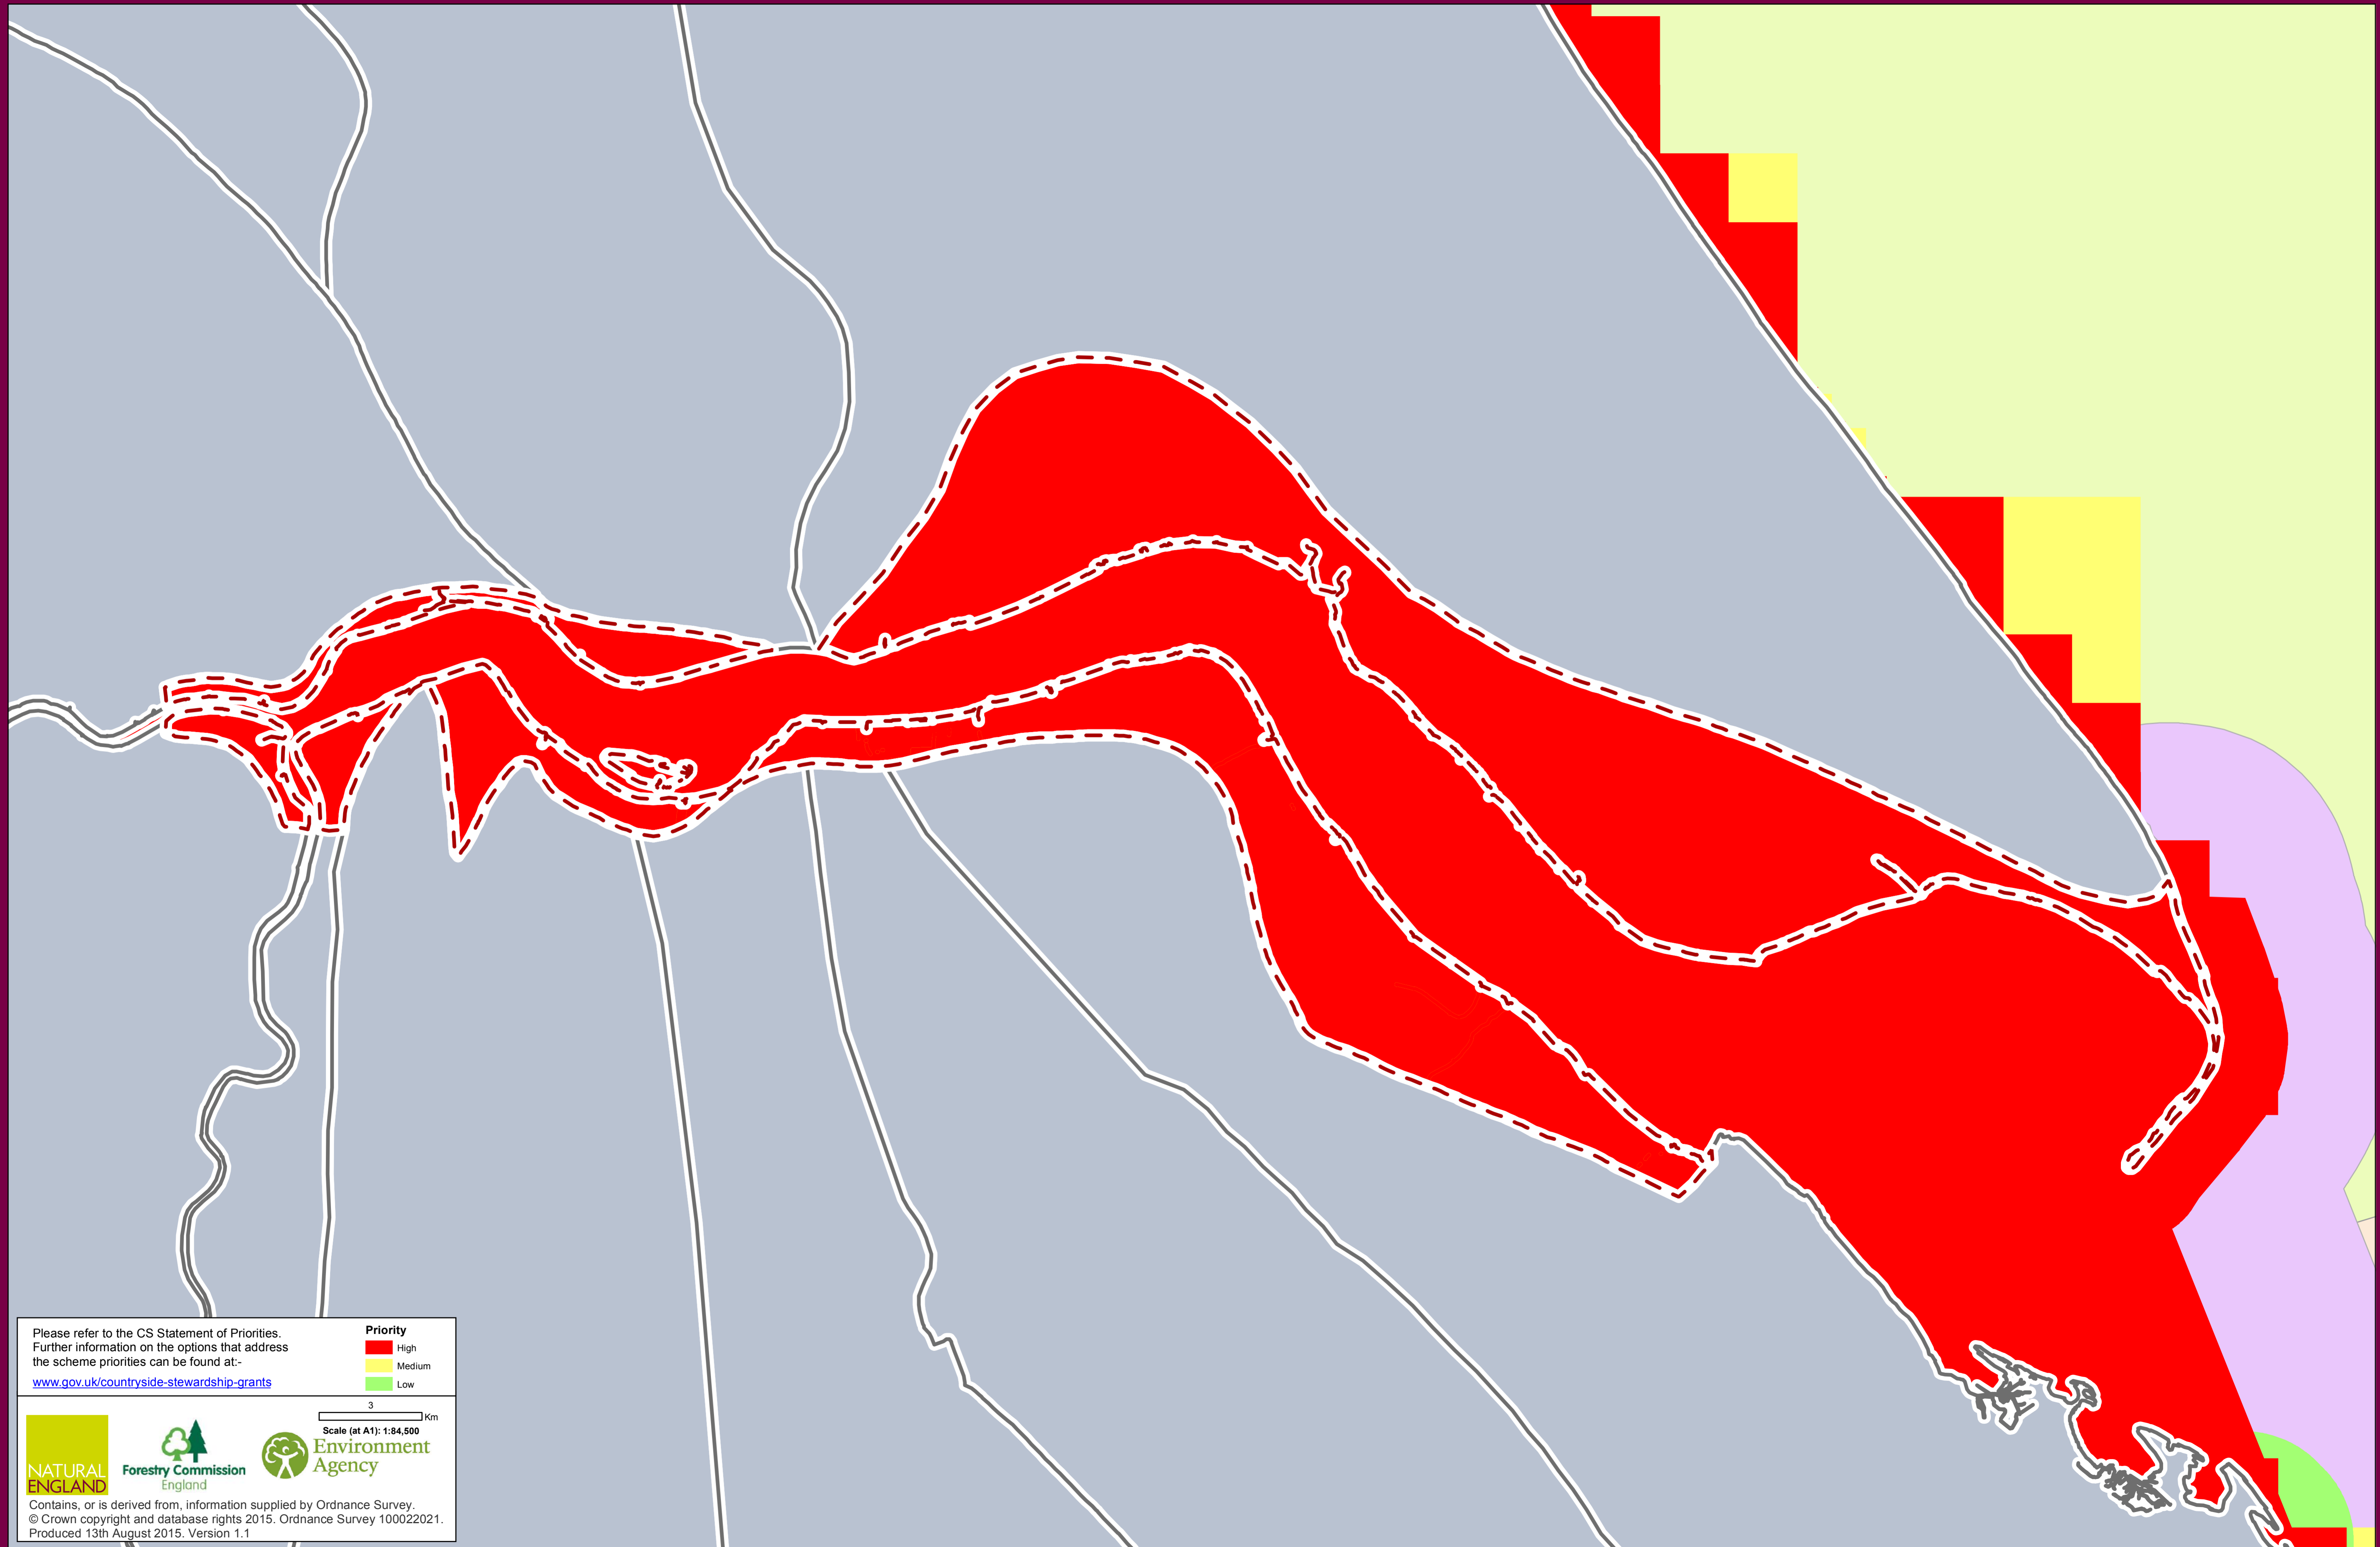 Please refer to the CS Statement of Priorities.
Further information on the options that address
the scheme priorities can be found at:-
www.gov.uk/countryside-stewardship-grants
Priority
High
Medium
Low
3
Km
Scale (at A1): 1:84,500
NATURAL
ENGLAND
Forestry Commission
England
Environment
Agency
Contains, or is derived from, information supplied by Ordnance Survey.
© Crown copyright and database rights 2015. Ordnance Survey 100022021.
Produced 13th August 2015. Version 1.1